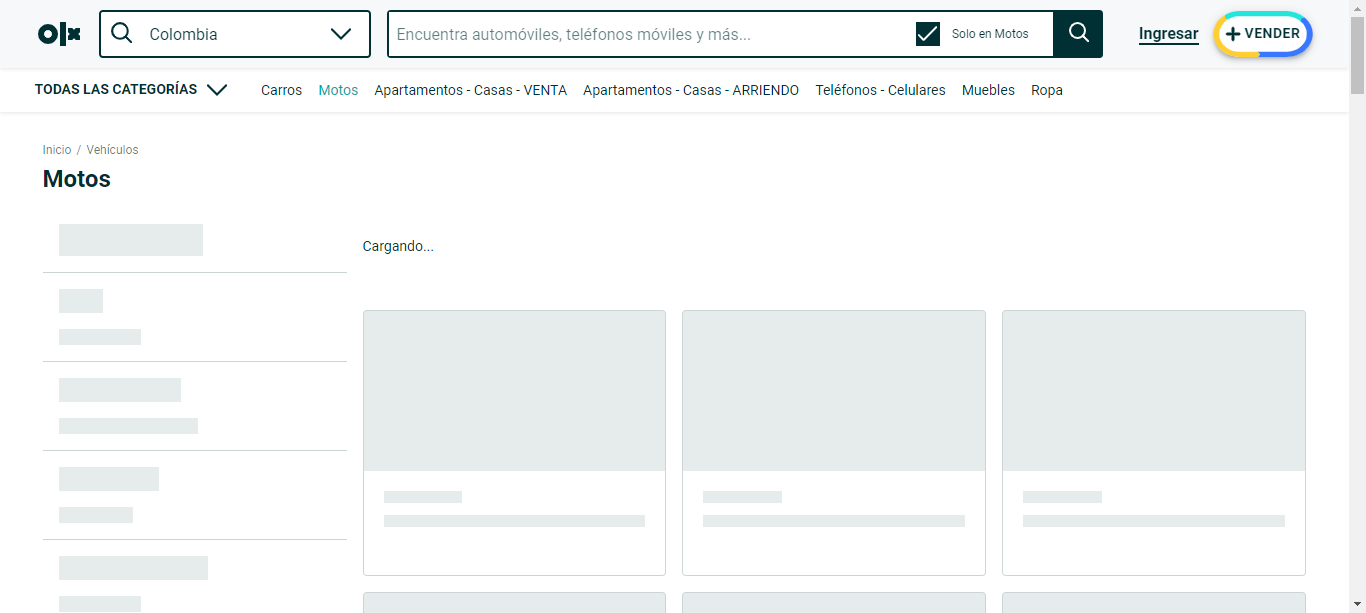 olx
Colombia
Encuentra automóviles, teléfonos móviles y más...
Solo en Motos
Ingresar
+ VENDER
TODAS LAS CATEGORÍAS
Carros
Motos
Apartamentos - Casas - VENTA
Apartamentos - Casas - ARRIENDO
Teléfonos - Celulares
Muebles
Ropa
Inicio / Vehículos
Motos
Cargando...